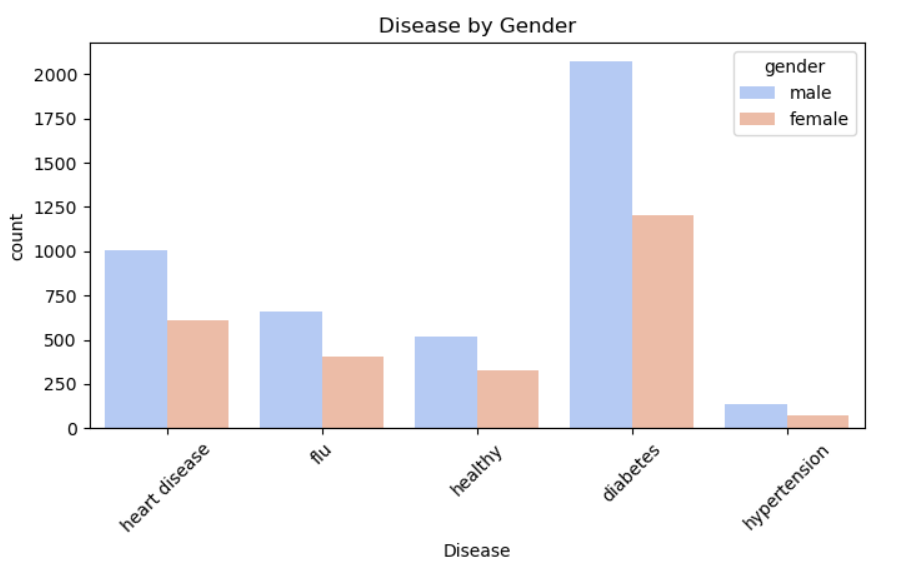 Disease by Gender
gender
male
female
2000
1750
1500
1250
1000
750
500
250
0
count
heart disease
flu
healthy
diabetes
hypertension
Disease